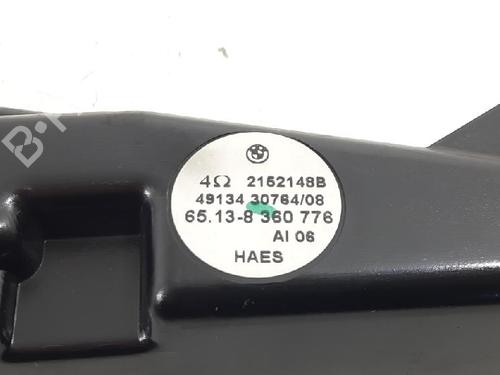 4Ω 2152148B
49134 30764/08
65.13-8 360 776
AI 06
HAES